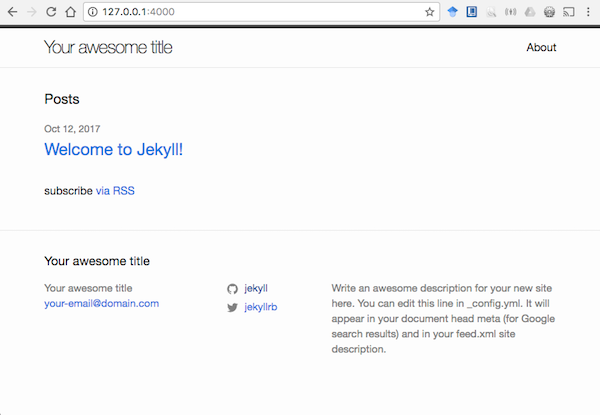 127.0.0.1:4000
Your awesome title
About
Posts
Oct 12, 2017
Welcome to Jekyll!
subscribe via RSS
Your awesome title
Your awesome title
your-email@domain.com
jekyll
jekyllrb
Write an awesome description for your new site
here. You can edit this line in _config.yml. It will
appear in your document head meta (for Google
search results) and in your feed.xml site
description.